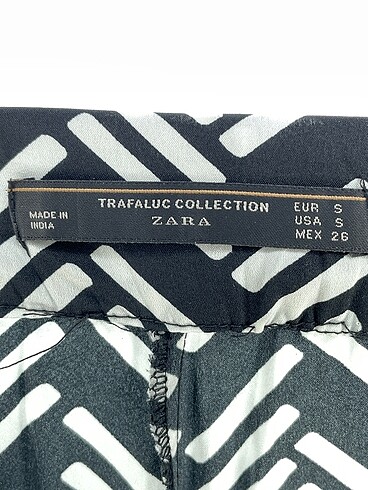 TRAFALUC COLLECTION
ZARA
MADE IN
INDIA
EUR S
USA S
MEX 26